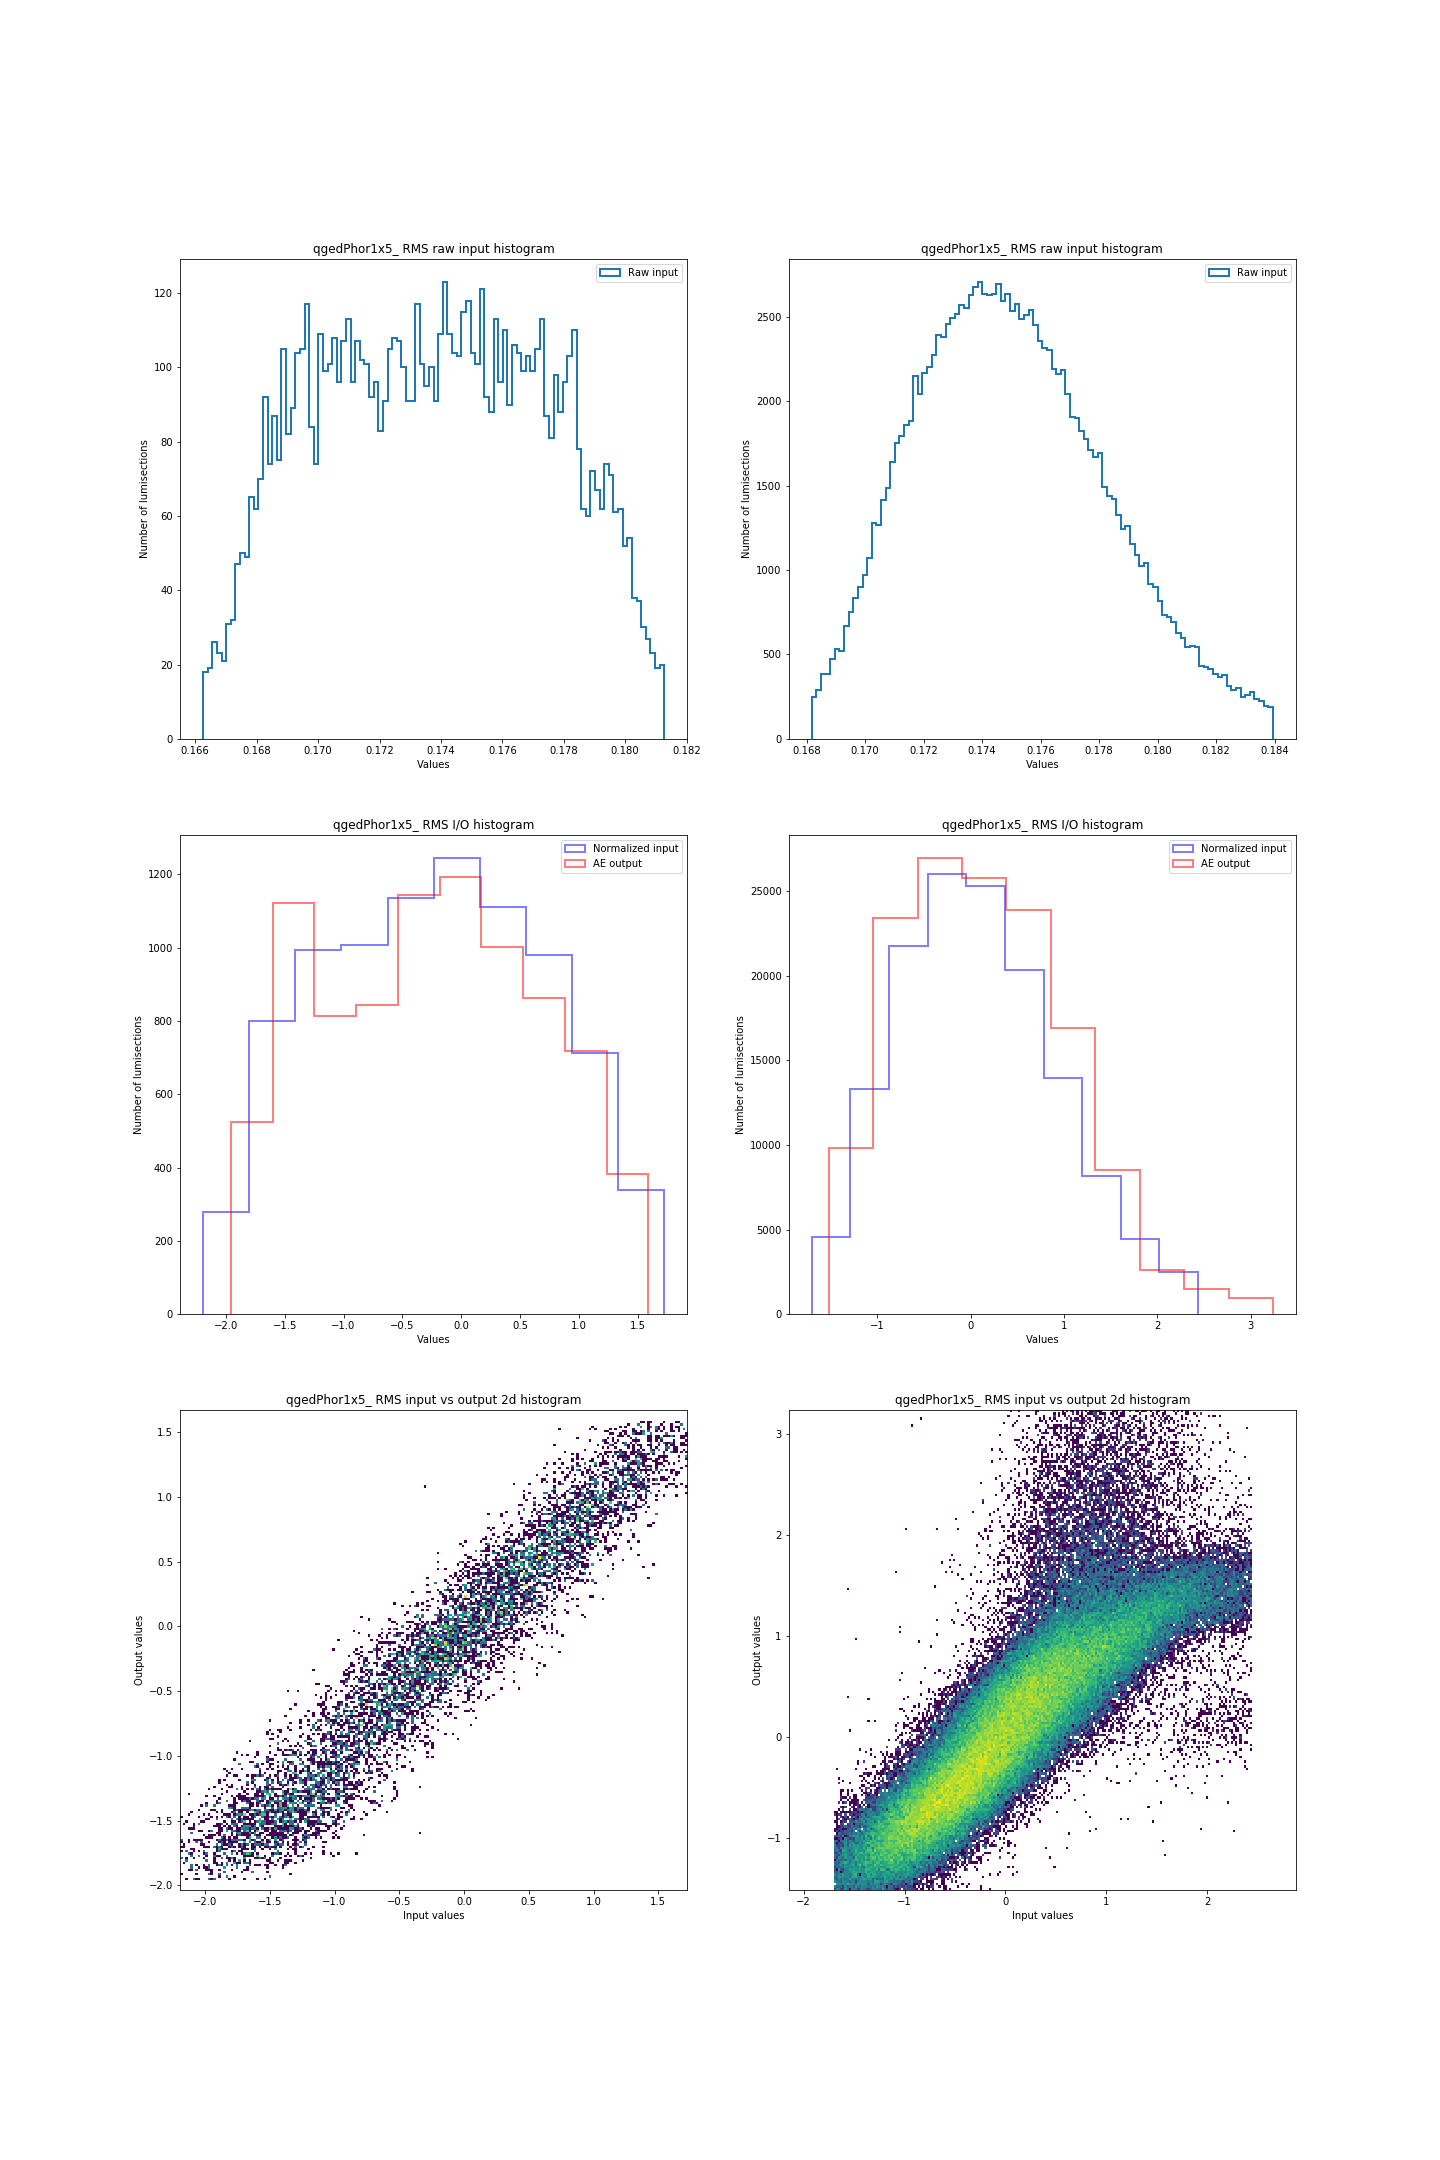 qgedPhor1x5_ RMS raw input histogram
Raw input
120
100
80
60
40
20
0
Number of lumisections
0.166 0.168 0.170 0.172 0.174 0.176 0.178 0.180 0.182
Values
qgedPhor1x5_ RMS raw input histogram
Raw input
2500
2000
1500
1000
500
0
Number of lumisections
0.168 0.170 0.172 0.174 0.176 0.178 0.180 0.182 0.184
Values
qgedPhor1x5_ RMS I/O histogram
Normalized input
AE output
1200
1000
800
600
400
200
0
Number of lumisections
−2.0 −1.5 −1.0 −0.5 0.0 0.5 1.0 1.5
Values
qgedPhor1x5_ RMS I/O histogram
Normalized input
AE output
25000
20000
15000
10000
5000
0
Number of lumisections
−1 0 1 2 3
Values
qgedPhor1x5_ RMS input vs output 2d histogram
1.5
1.0
0.5
0.0
−0.5
−1.0
−1.5
−2.0
Output values
−2.0 −1.5 −1.0 −0.5 0.0 0.5 1.0 1.5
Input values
qgedPhor1x5_ RMS input vs output 2d histogram
3
2
1
0
−1
Output values
−2 −1 0 1 2
Input values